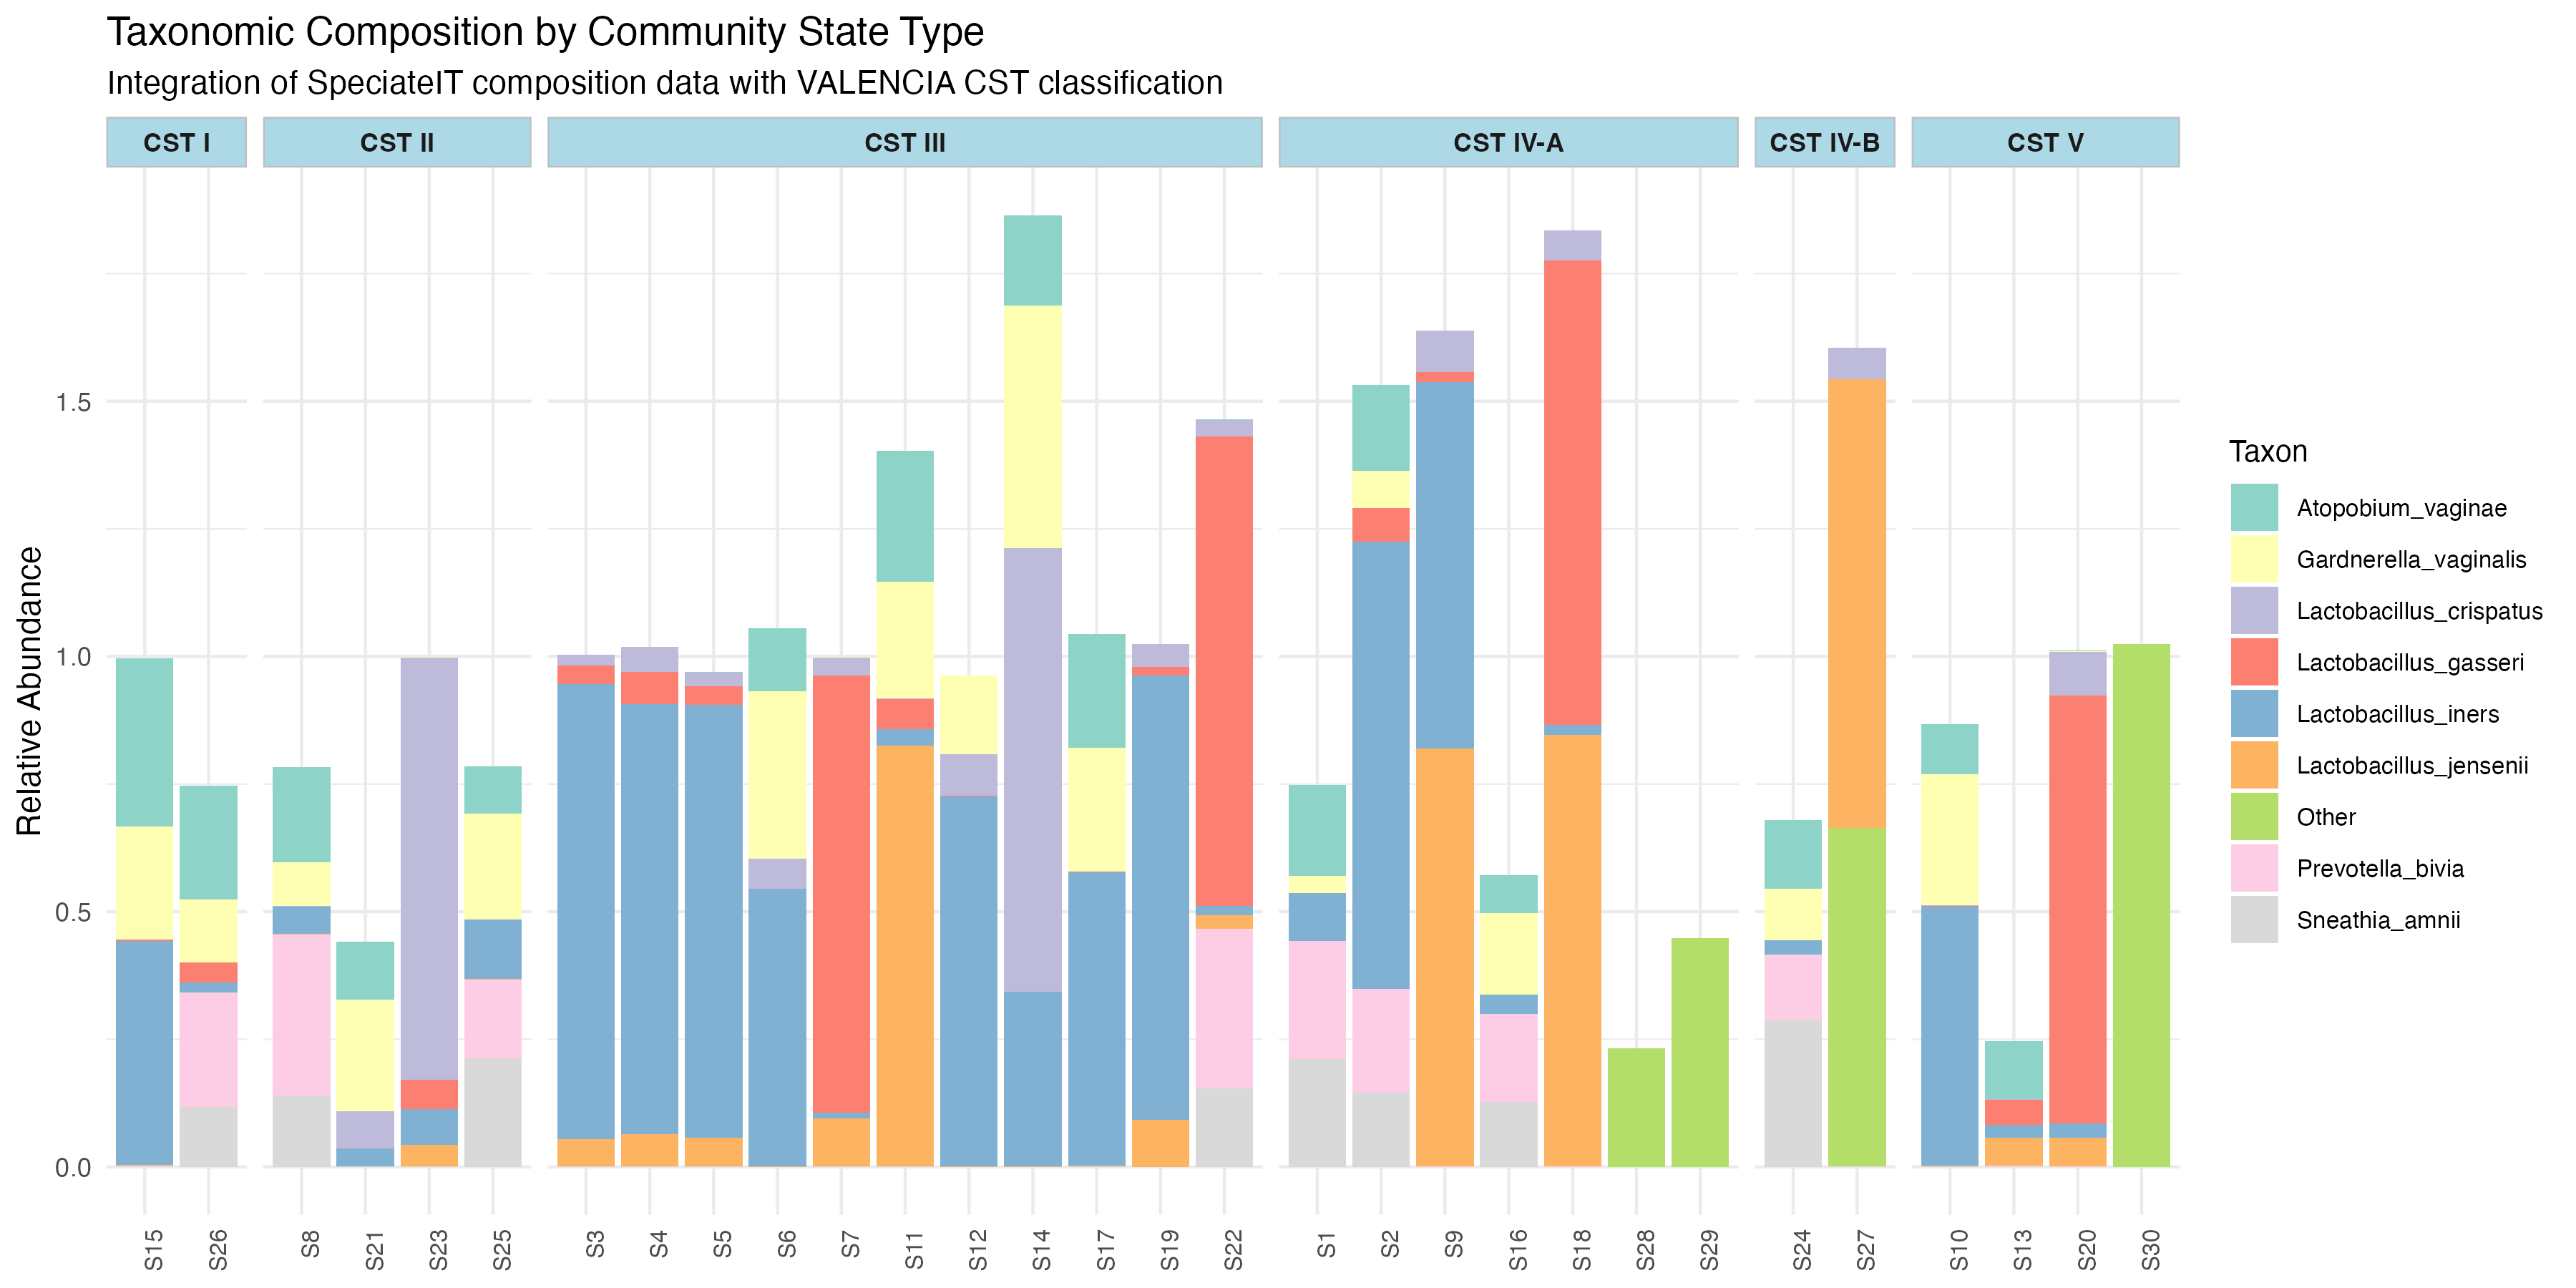 Taxonomic Composition by Community State Type
Integration of SpeciateIT composition data with VALENCIA CST classification
CST I
CST II
CST III
CST IV-A
CST IV-B
CST V
Relative Abundance
1.5
1.0
0.5
0.0
S15
S26
S8
S21
S23
S25
S3
S4
S5
S6
S7
S11
S12
S14
S17
S19
S22
S1
S2
S9
S16
S18
S28
S29
S24
S27
S10
S13
S20
S30
Taxon
Atopobium_vaginae
Gardnerella_vaginalis
Lactobacillus_crispatus
Lactobacillus_gasseri
Lactobacillus_iners
Lactobacillus_jensenii
Other
Prevotella_bivia
Sneathia_amnii